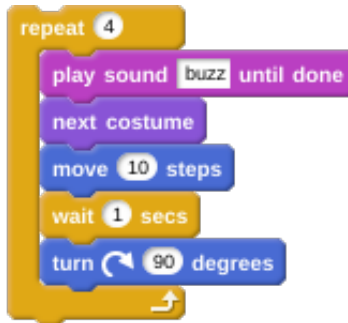 repeat 4
play sound buzz until done
next costume
move 10 steps
wait 1 secs
turn 90 degrees